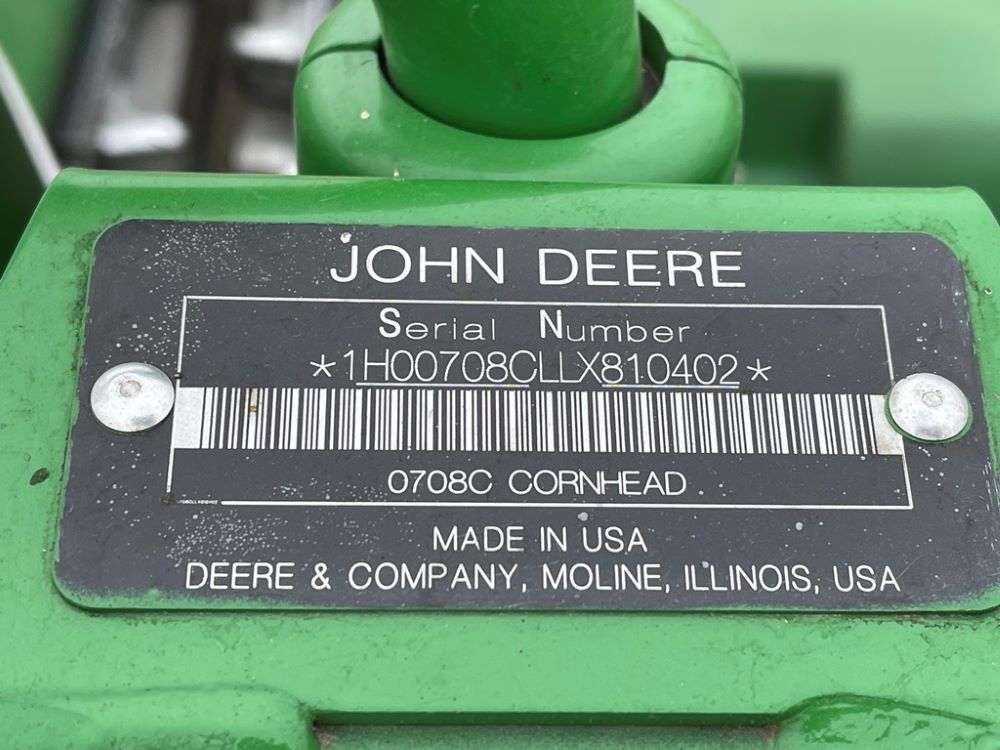 JOHN DEERE
Serial Number
*1H00708CLLX810402*
0708C CORNHEAD
MADE IN USA
DEERE & COMPANY, MOLINE, ILLINOIS, USA